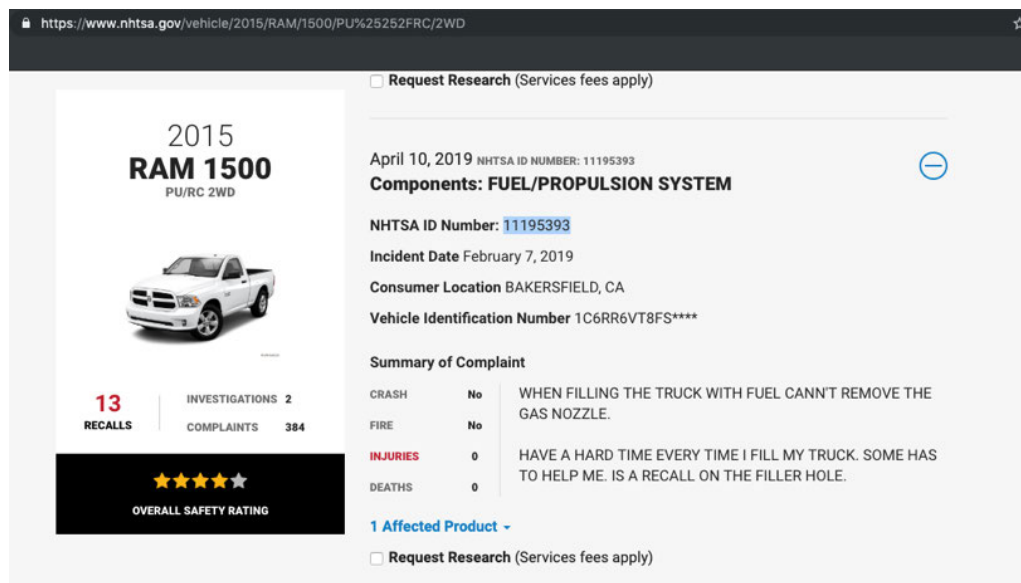 https://www.nhtsa.gov/vehicle/2015/RAM/1500/PU%25252FRC/2WD
Request Research (Services fees apply)
2015
RAM 1500
PU/RC 2WD
13
RECALLS
INVESTIGATIONS 2
COMPLAINTS 384
OVERALL SAFETY RATING
April 10, 2019 NHTSA ID NUMBER: 11195393
Components: FUEL/PROPULSION SYSTEM
NHTSA ID Number: 11195393
Incident Date February 7, 2019
Consumer Location BAKERSFIELD, CA
Vehicle Identification Number 1C6RR6VT8FS****
Summary of Complaint
CRASH No
FIRE No
INJURIES 0
DEATHS 0
WHEN FILLING THE TRUCK WITH FUEL CANN'T REMOVE THE
GAS NOZZLE.
HAVE A HARD TIME EVERY TIME I FILL MY TRUCK. SOME HAS
TO HELP ME. IS A RECALL ON THE FILLER HOLE.
1 Affected Product
Request Research (Services fees apply)